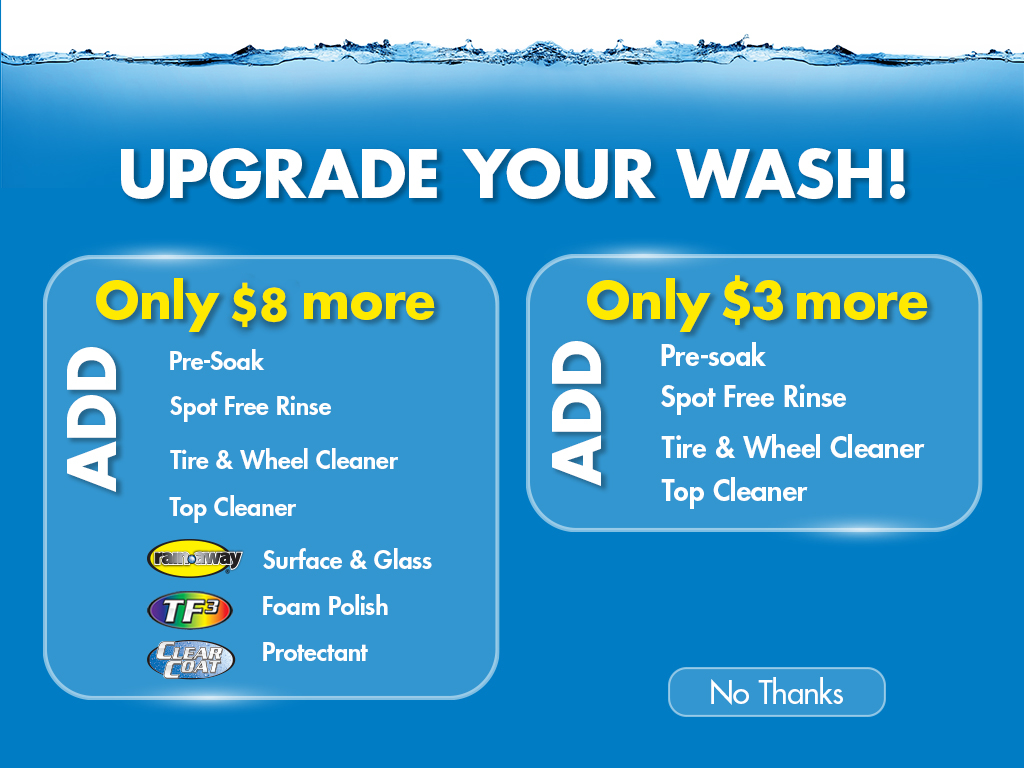 UPGRADE YOUR WASH!
Only $8 more
ADD
Pre-Soak
Spot Free Rinse
Tire & Wheel Cleaner
Top Cleaner
rain•away Surface & Glass
TF3 Foam Polish
CLEAR COAT Protectant
Only $3 more
ADD
Pre-soak
Spot Free Rinse
Tire & Wheel Cleaner
Top Cleaner
No Thanks